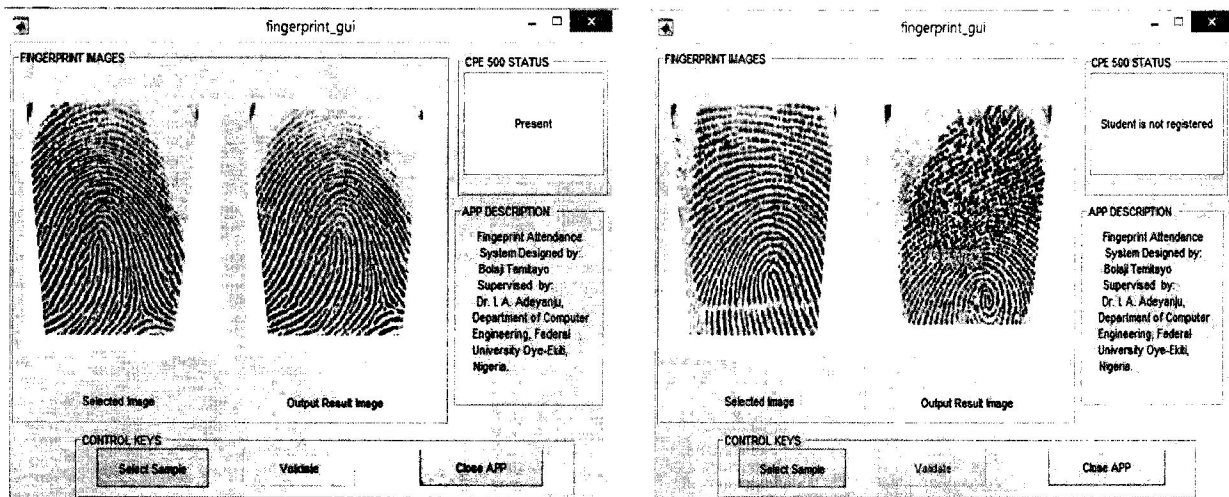 fingerprint_gui
FINGERPRINT IMAGES
CPE 500 STATUS
Present
APP DESCRIPTION
Fingeprint Attendance
System Designed by:
Bolaji Temitayo
Supervised by:
Dr. I. A. Adeyanju,
Department of Computer
Engineering, Federal
University Oye-Ekiti,
Nigeria.
Selected Image
Output Result Image
CONTROL KEYS
Select Sample
Validate
Close APP
fingerprint_gui
FINGERPRINT IMAGES
CPE 500 STATUS
Student is not registered
APP DESCRIPTION
Fingeprint Attendance
System Designed by:
Bolaji Temitayo
Supervised by:
Dr. I. A. Adeyanju,
Department of Computer
Engineering, Federal
University Oye-Ekiti,
Nigeria.
Selected Image
Output Result Image
CONTROL KEYS
Select Sample
Validate
Close APP